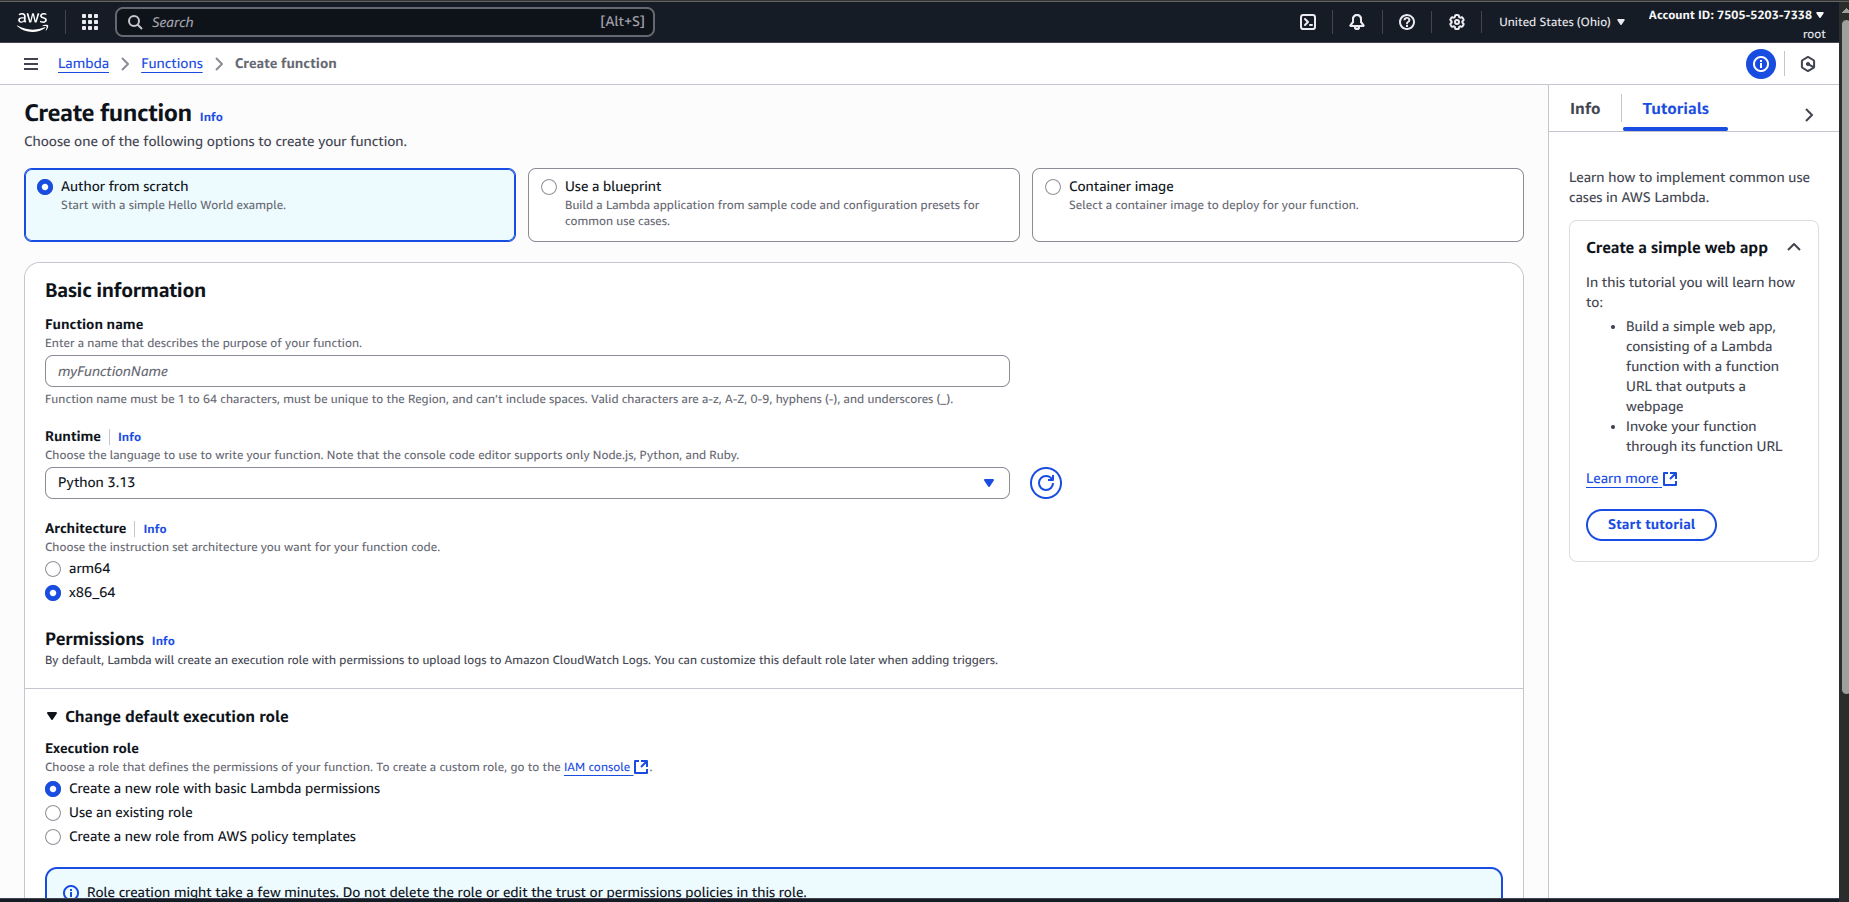 aws
Search
[Alt+S]
United States (Ohio)
Account ID: 7505-5203-7338
root
Lambda
Functions
Create function
Create function Info
Choose one of the following options to create your function.
Author from scratch
Start with a simple Hello World example.
Use a blueprint
Build a Lambda application from sample code and configuration presets for
common use cases.
Container image
Select a container image to deploy for your function.
Basic information
Function name
Enter a name that describes the purpose of your function.
myFunctionName
Function name must be 1 to 64 characters, must be unique to the Region, and can't include spaces. Valid characters are a-z, A-Z, 0-9, hyphens (-), and underscores (_).
Runtime Info
Choose the language to use to write your function. Note that the console code editor supports only Node.js, Python, and Ruby.
Python 3.13
Architecture Info
Choose the instruction set architecture you want for your function code.
arm64
x86_64
Permissions Info
By default, Lambda will create an execution role with permissions to upload logs to Amazon CloudWatch Logs. You can customize this default role later when adding triggers.
Change default execution role
Execution role
Choose a role that defines the permissions of your function. To create a custom role, go to the IAM console.
Create a new role with basic Lambda permissions
Use an existing role
Create a new role from AWS policy templates
Role creation might take a few minutes. Do not delete the role or edit the trust or permissions policies in this role.
Info
Tutorials
Learn how to implement common use
cases in AWS Lambda.
Create a simple web app
In this tutorial you will learn how
to:
• Build a simple web app,
consisting of a Lambda
function with a function
URL that outputs a
webpage
• Invoke your function
through its function URL
Learn more
Start tutorial